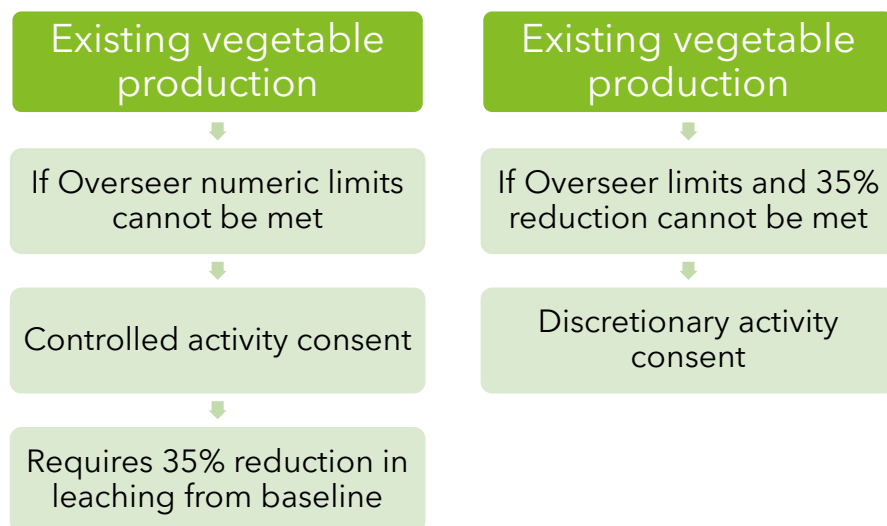 Existing vegetable
production
If Overseer numeric limits
cannot be met
Controlled activity consent
Requires 35% reduction in
leaching from baseline
Existing vegetable
production
If Overseer limits and 35%
reduction cannot be met
Discretionary activity
consent